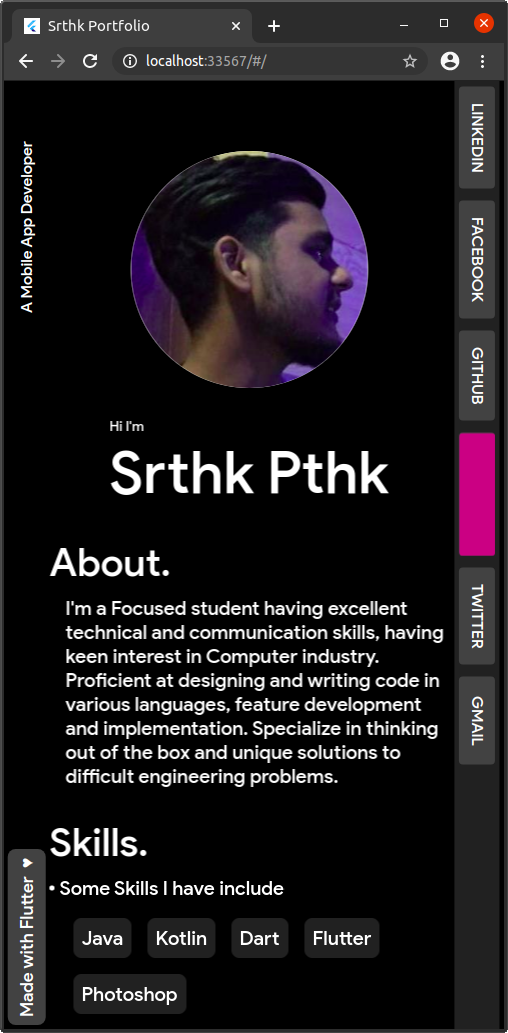 Srthk Portfolio
localhost:33567/#/
A Mobile App Developer
LINKEDIN
FACEBOOK
GITHUB
TWITTER
GMAIL
Hi I'm
Srthk Pthk
About.
I'm a Focused student having excellent
technical and communication skills, having
keen interest in Computer industry.
Proficient at designing and writing code in
various languages, feature development
and implementation. Specialize in thinking
out of the box and unique solutions to
difficult engineering problems.
Skills.
• Some Skills I have include
Java Kotlin Dart Flutter
Photoshop
Made with Flutter ♥